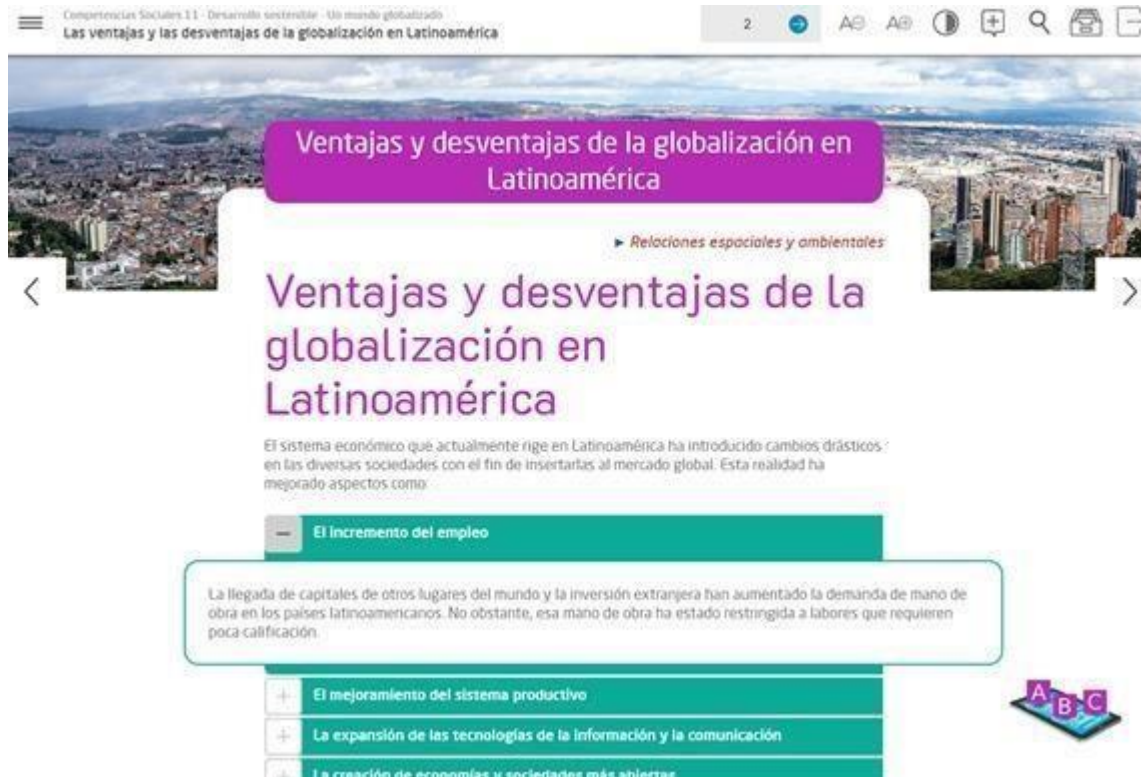 Competencias Sociales 11 - Desarrollo sostenible - Un mundo globalizado
Las ventajas y las desventajas de la globalización en Latinoamérica
2
A⊖ A⊕
Ventajas y desventajas de la globalización en
Latinoamérica
► Relaciones espaciales y ambientales
Ventajas y desventajas de la
globalización en
Latinoamérica
El sistema económico que actualmente rige en Latinoamérica ha introducido cambios drásticos
en las diversas sociedades con el fin de insertarlas al mercado global. Esta realidad ha
mejorado aspectos como:
El incremento del empleo
La llegada de capitales de otros lugares del mundo y la inversión extranjera han aumentado la demanda de mano de
obra en los países latinoamericanos. No obstante, esa mano de obra ha estado restringida a labores que requieren
poca calificación.
El mejoramiento del sistema productivo
La expansión de las tecnologías de la información y la comunicación
La creación de economías y sociedades más abiertas
A B C